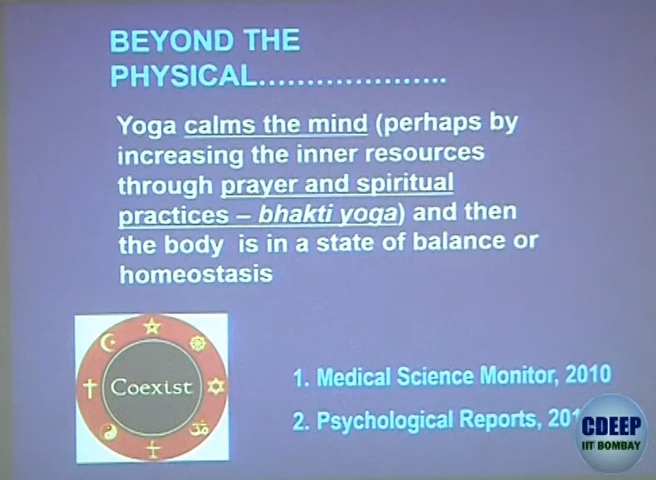 BEYOND THE
PHYSICAL………………….
Yoga calms the mind (perhaps by
increasing the inner resources
through prayer and spiritual
practices – bhakti yoga) and then
the body is in a state of balance or
homeostasis
Coexist
ॐ
1. Medical Science Monitor, 2010
2. Psychological Reports,
CDEEP
IIT BOMBAY